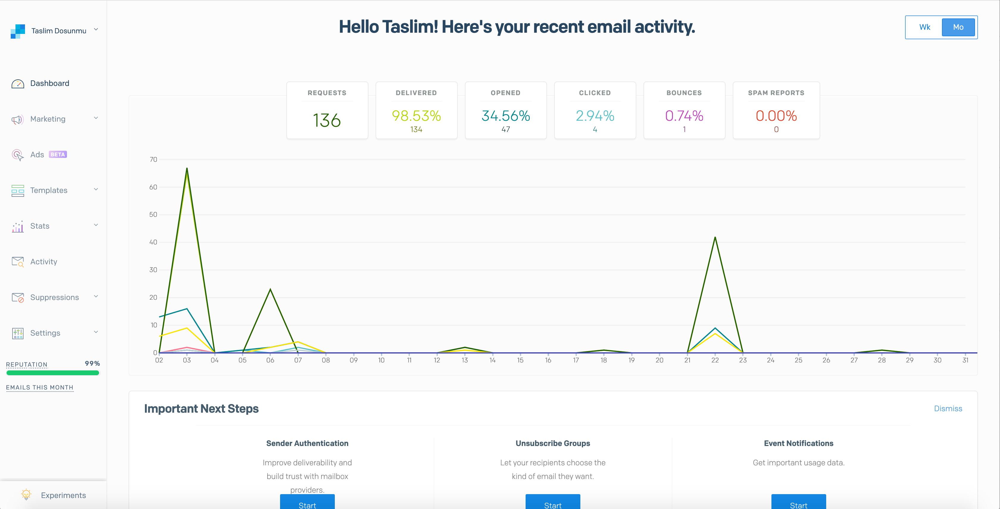 Taslim Dosunmu
Dashboard
Marketing
Ads BETA
Templates
Stats
Activity
Suppressions
Settings
REPUTATION 99%
EMAILS THIS MONTH
Experiments
Hello Taslim! Here's your recent email activity.
Wk Mo
REQUESTS
136
DELIVERED
98.53%
134
OPENED
34.56%
47
CLICKED
2.94%
4
BOUNCES
0.74%
1
SPAM REPORTS
0.00%
0
70
60
50
40
30
20
10
0
02 03 04 05 06 07 08 09 10 11 12 13 14 15 16 17 18 19 20 21 22 23 24 25 26 27 28 29 30 31
Important Next Steps
Dismiss
Sender Authentication
Improve deliverability and
build trust with mailbox
providers.
Start
Unsubscribe Groups
Let your recipients choose the
kind of email they want.
Start
Event Notifications
Get important usage data.
Start